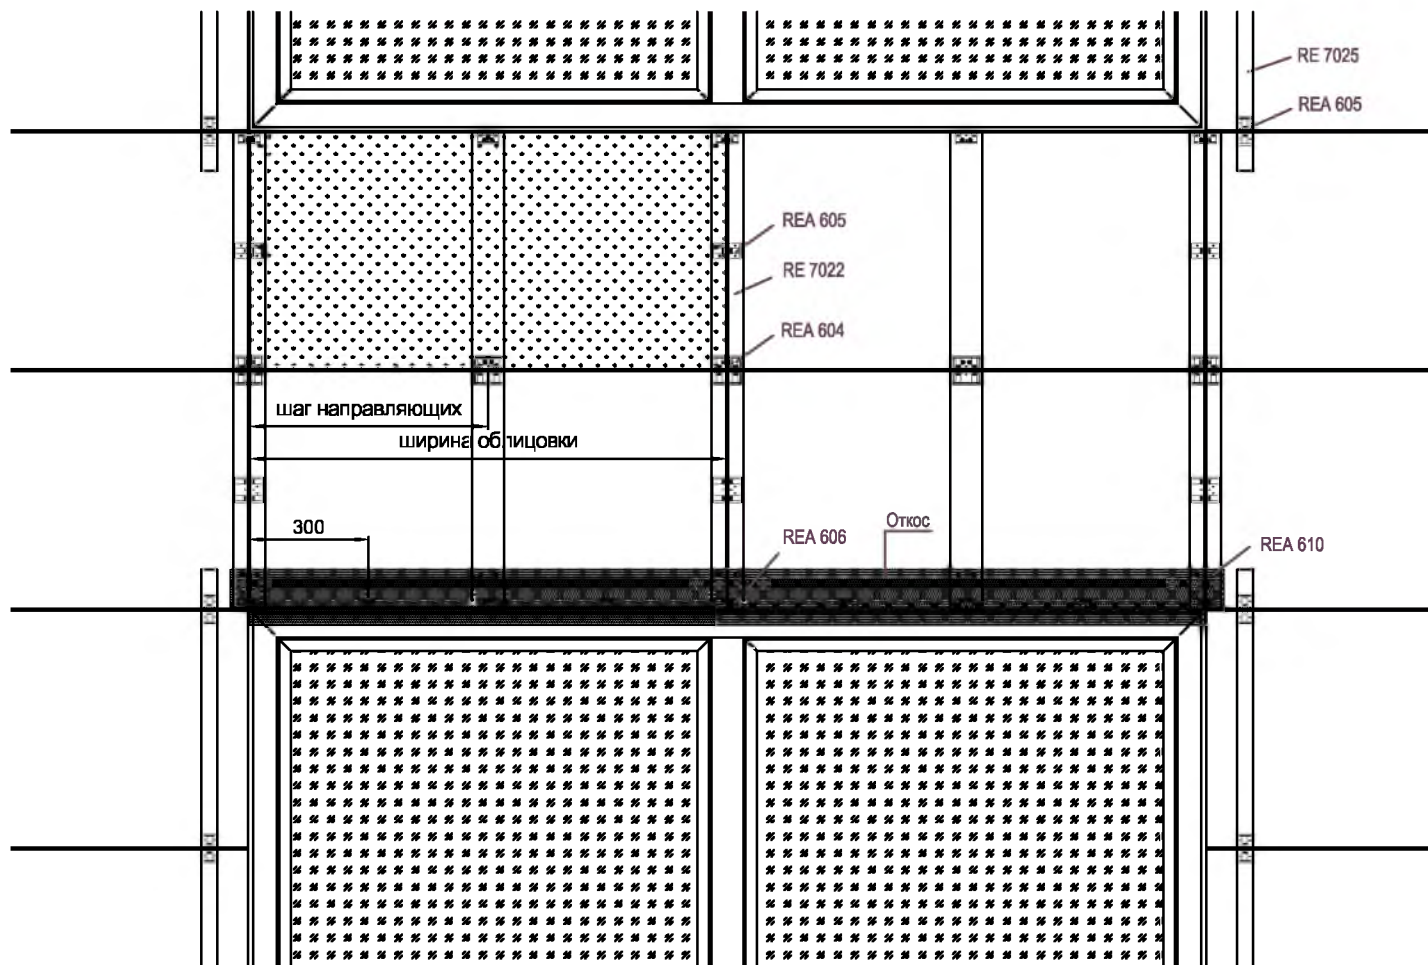 RE 7025
REA 605
REA 605
RE 7022
REA 604
шаг направляющих
ширина облицовки
300
REA 606
Откос
REA 610